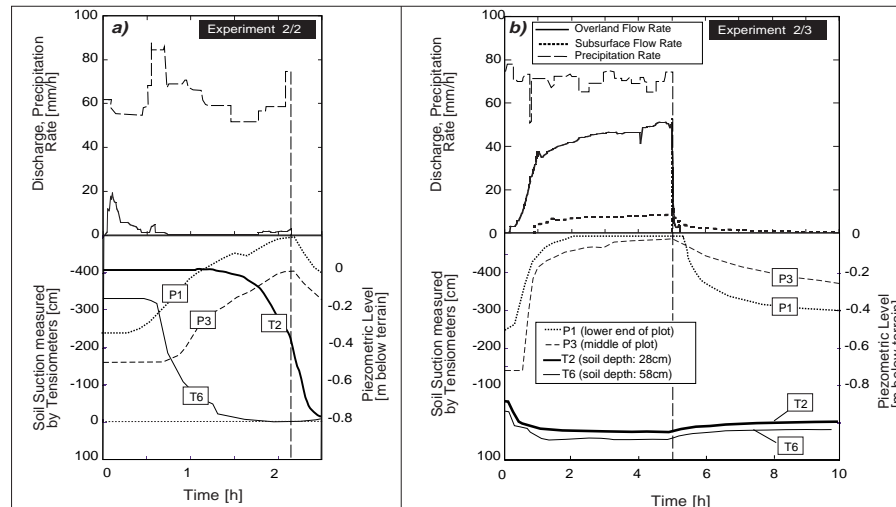 a)
Experiment 2/2
Discharge, Precipitation
Rate [mm/h]
100
80
60
40
20
0
Soil Suction measured
by Tensiometers [cm]
-400
-300
-200
-100
0
100
P1
P3
T2
T6
0
-0.2
-0.4
-0.6
-0.8
Piezometric Level
[m below terrain]
0
1
2
Time [h]
b)
Experiment 2/3
Overland Flow Rate
Subsurface Flow Rate
Precipitation Rate
Discharge, Precipitation
Rate [mm/h]
100
80
60
40
20
0
Soil Suction measured
by Tensiometers [cm]
-400
-300
-200
-100
0
100
P3
P1
P1 (lower end of plot)
P3 (middle of plot)
T2 (soil depth: 28cm)
T6 (soil depth: 58cm)
T2
T6
0
-0.2
-0.4
-0.6
-0.8
Piezometric Level
[m below terrain]
0
2
4
6
8
10
Time [h]